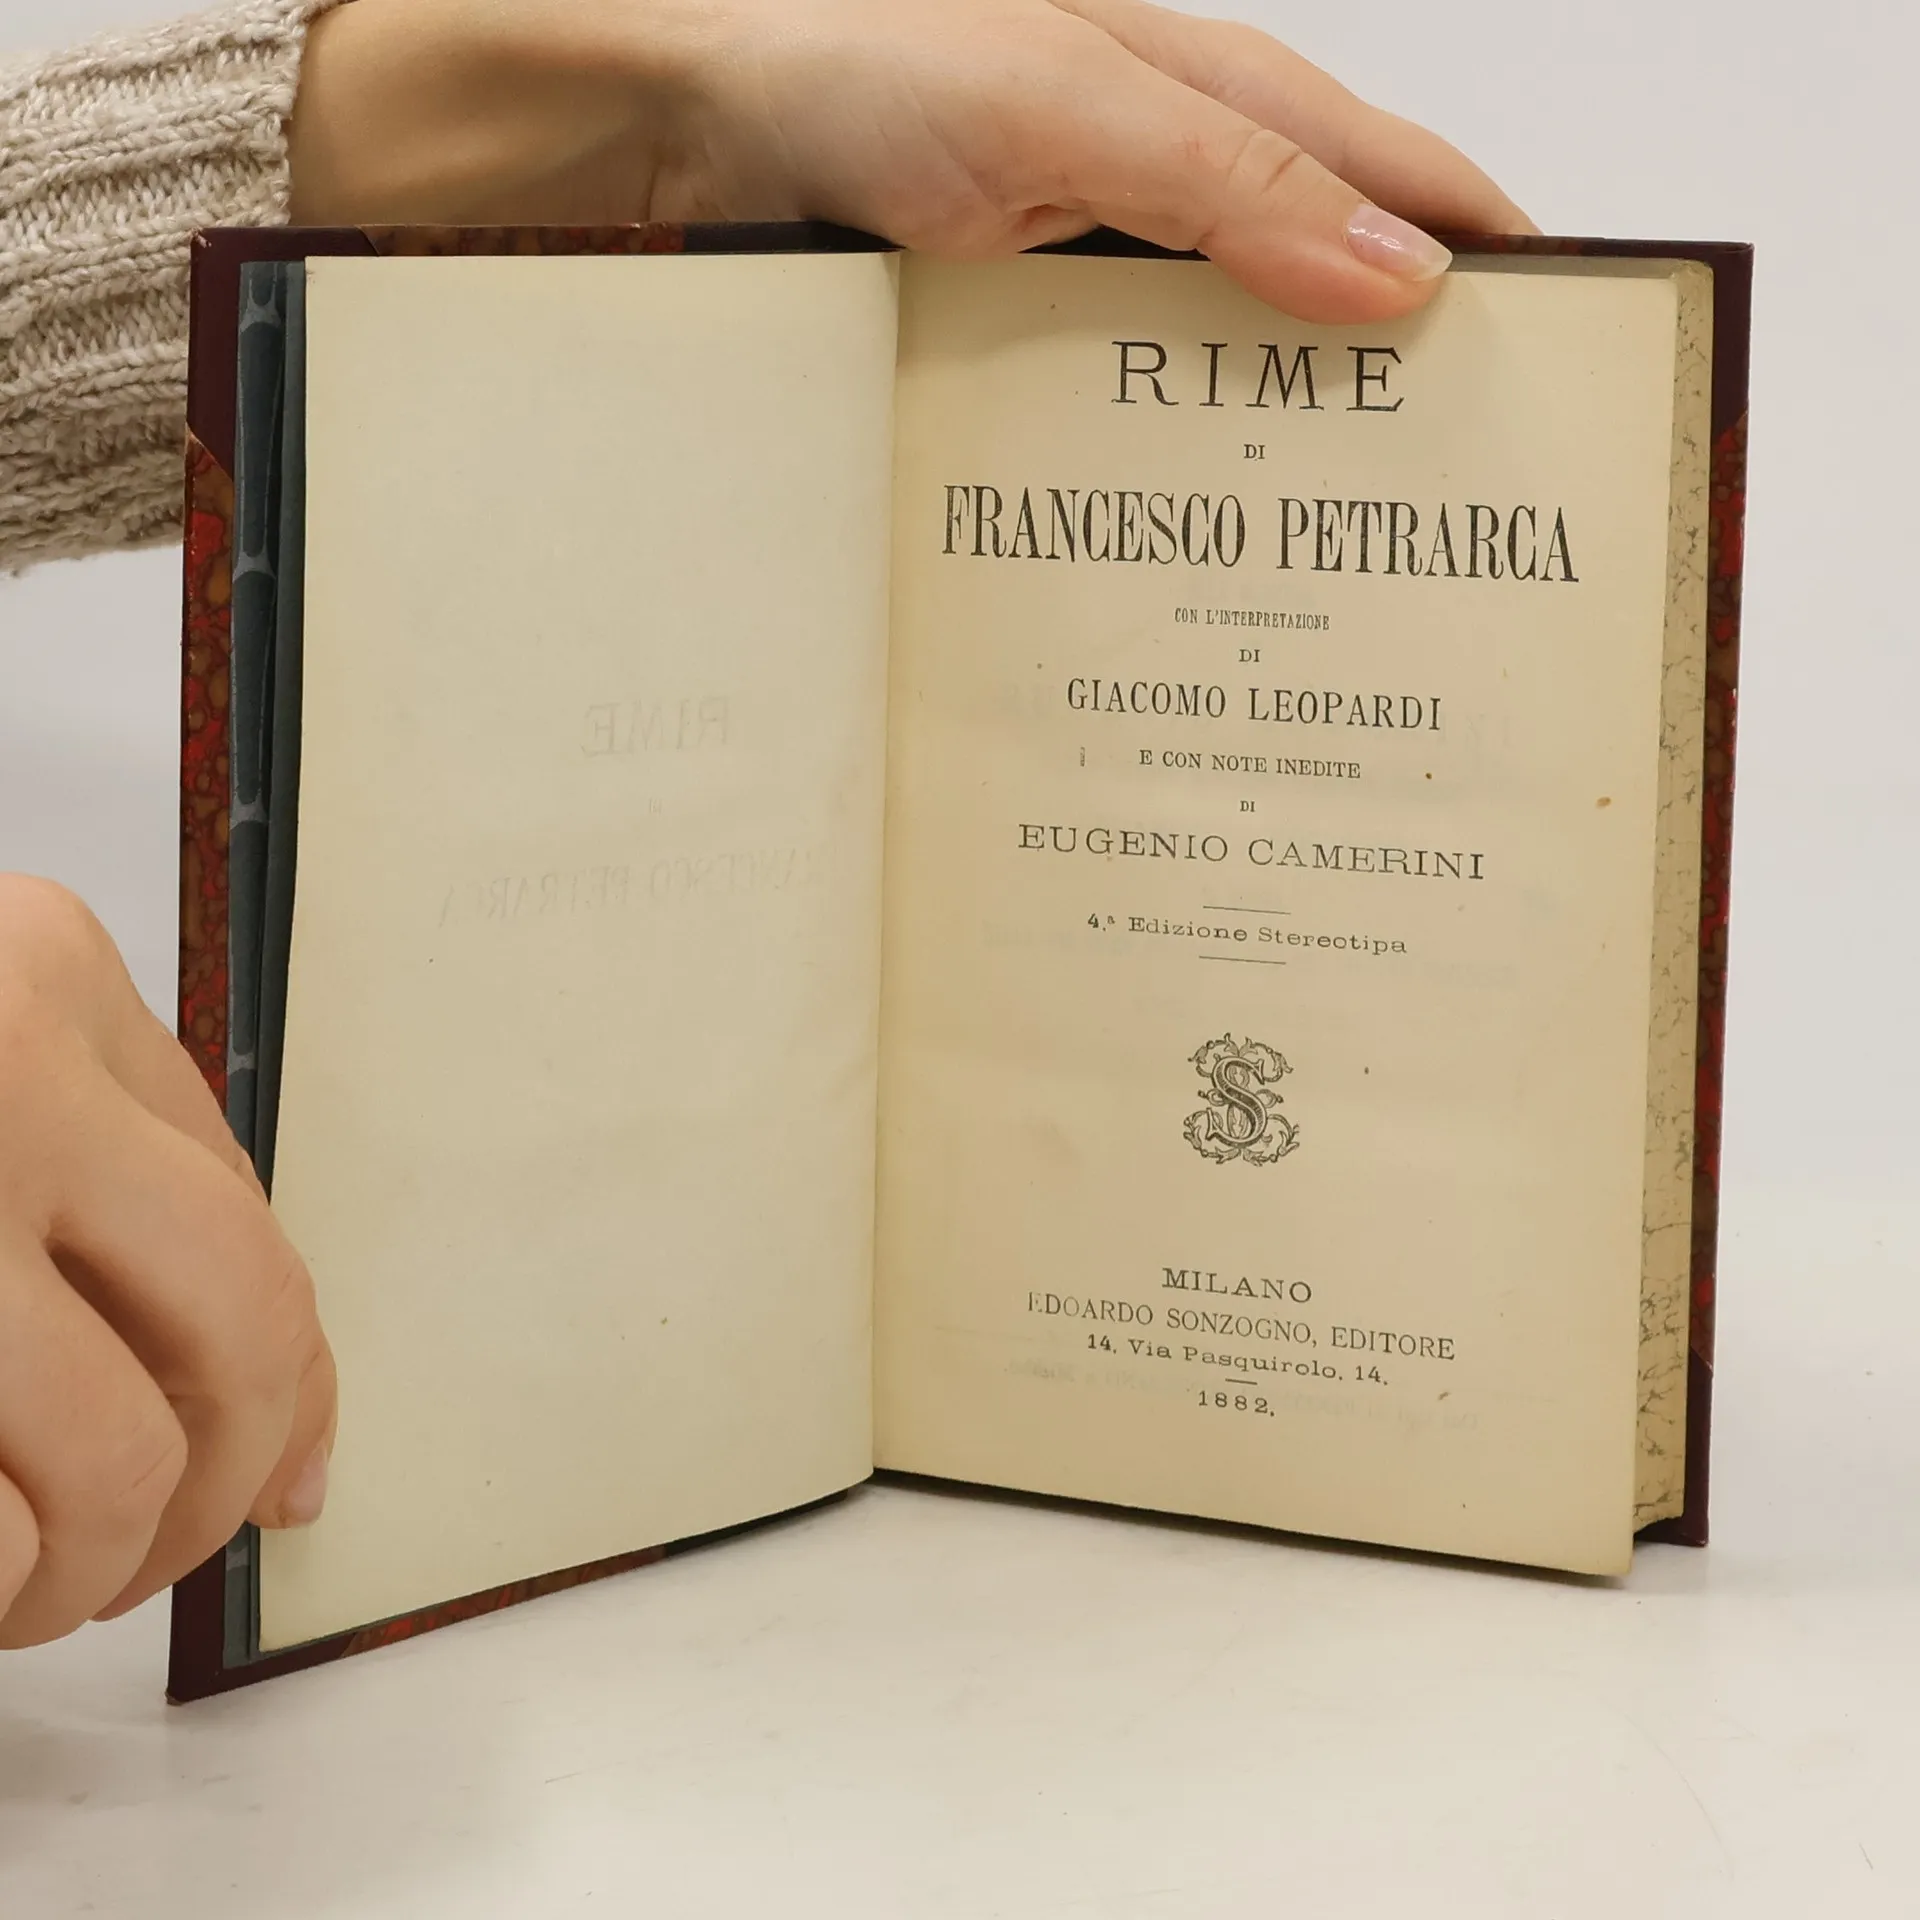 RIME
DI
FRANCESCO PETRARCA
CON L'INTERPRETAZIONE
DI
GIACOMO LEOPARDI
E CON NOTE INEDITE
DI
EUGENIO CAMERINI
4.ª Edizione Stereotipa
S
MILANO
EDOARDO SONZOGNO, EDITORE
14, Via Pasquirolo, 14.
1882.